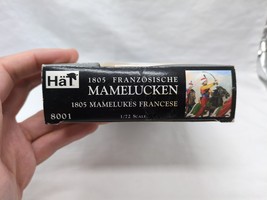 HäT
1805 FRANZÖSISCHE
MAMELUCKEN
1805 MAMELUKES FRANCESE
8001
1/72 SCALE